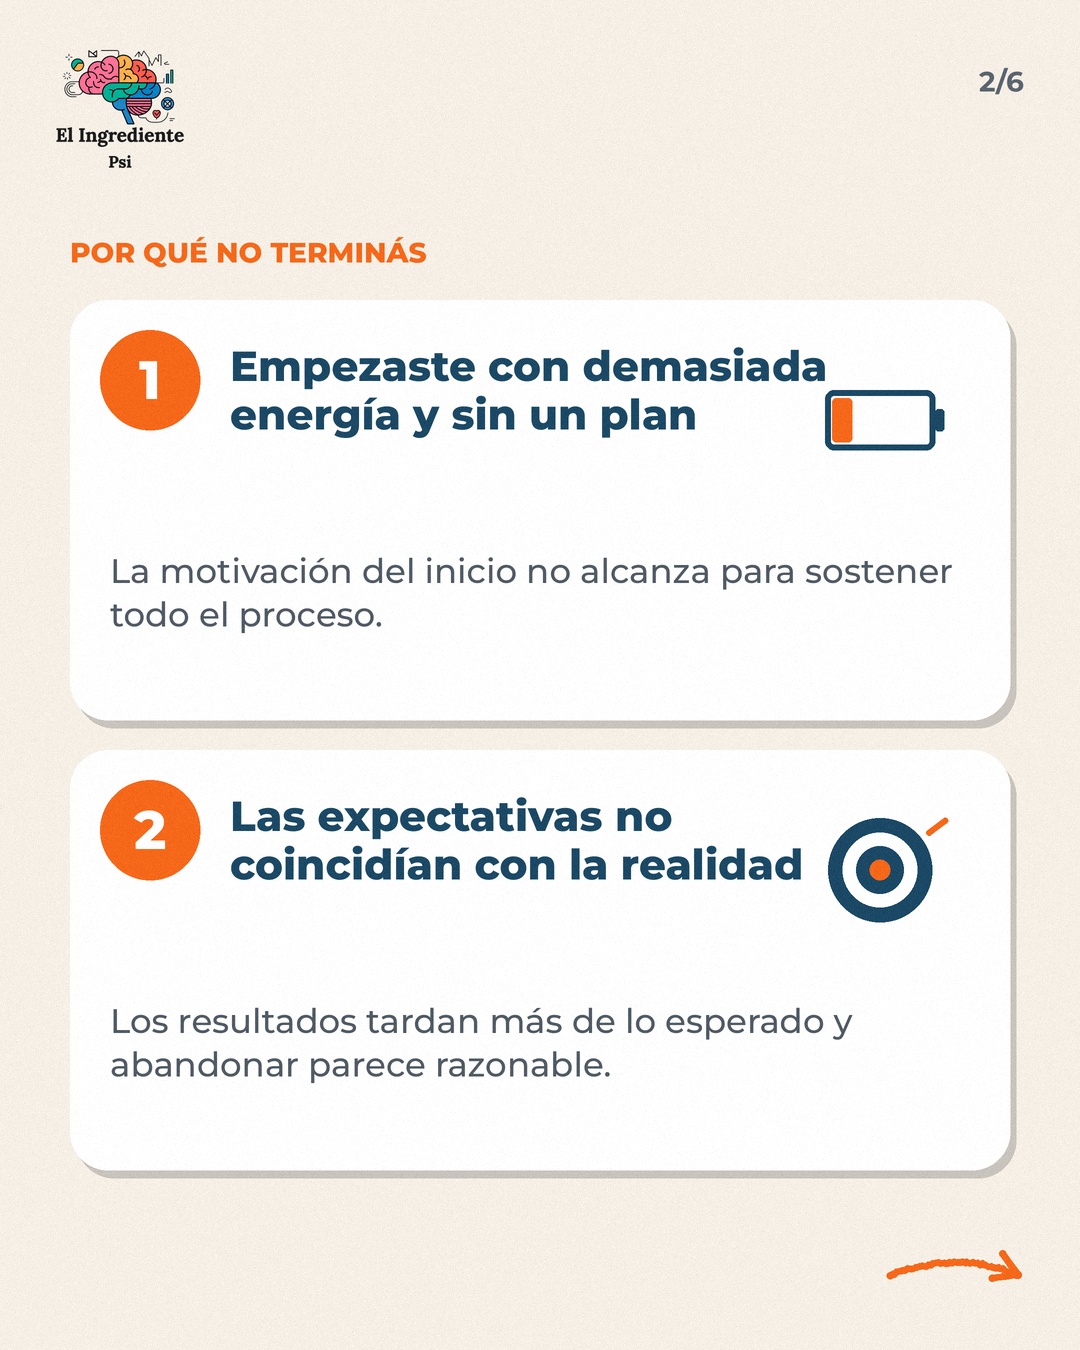 El Ingrediente
Psi
2/6
POR QUÉ NO TERMINÁS
1
Empezaste con demasiada
energía y sin un plan
La motivación del inicio no alcanza para sostener
todo el proceso.
2
Las expectativas no
coincidían con la realidad
Los resultados tardan más de lo esperado y
abandonar parece razonable.